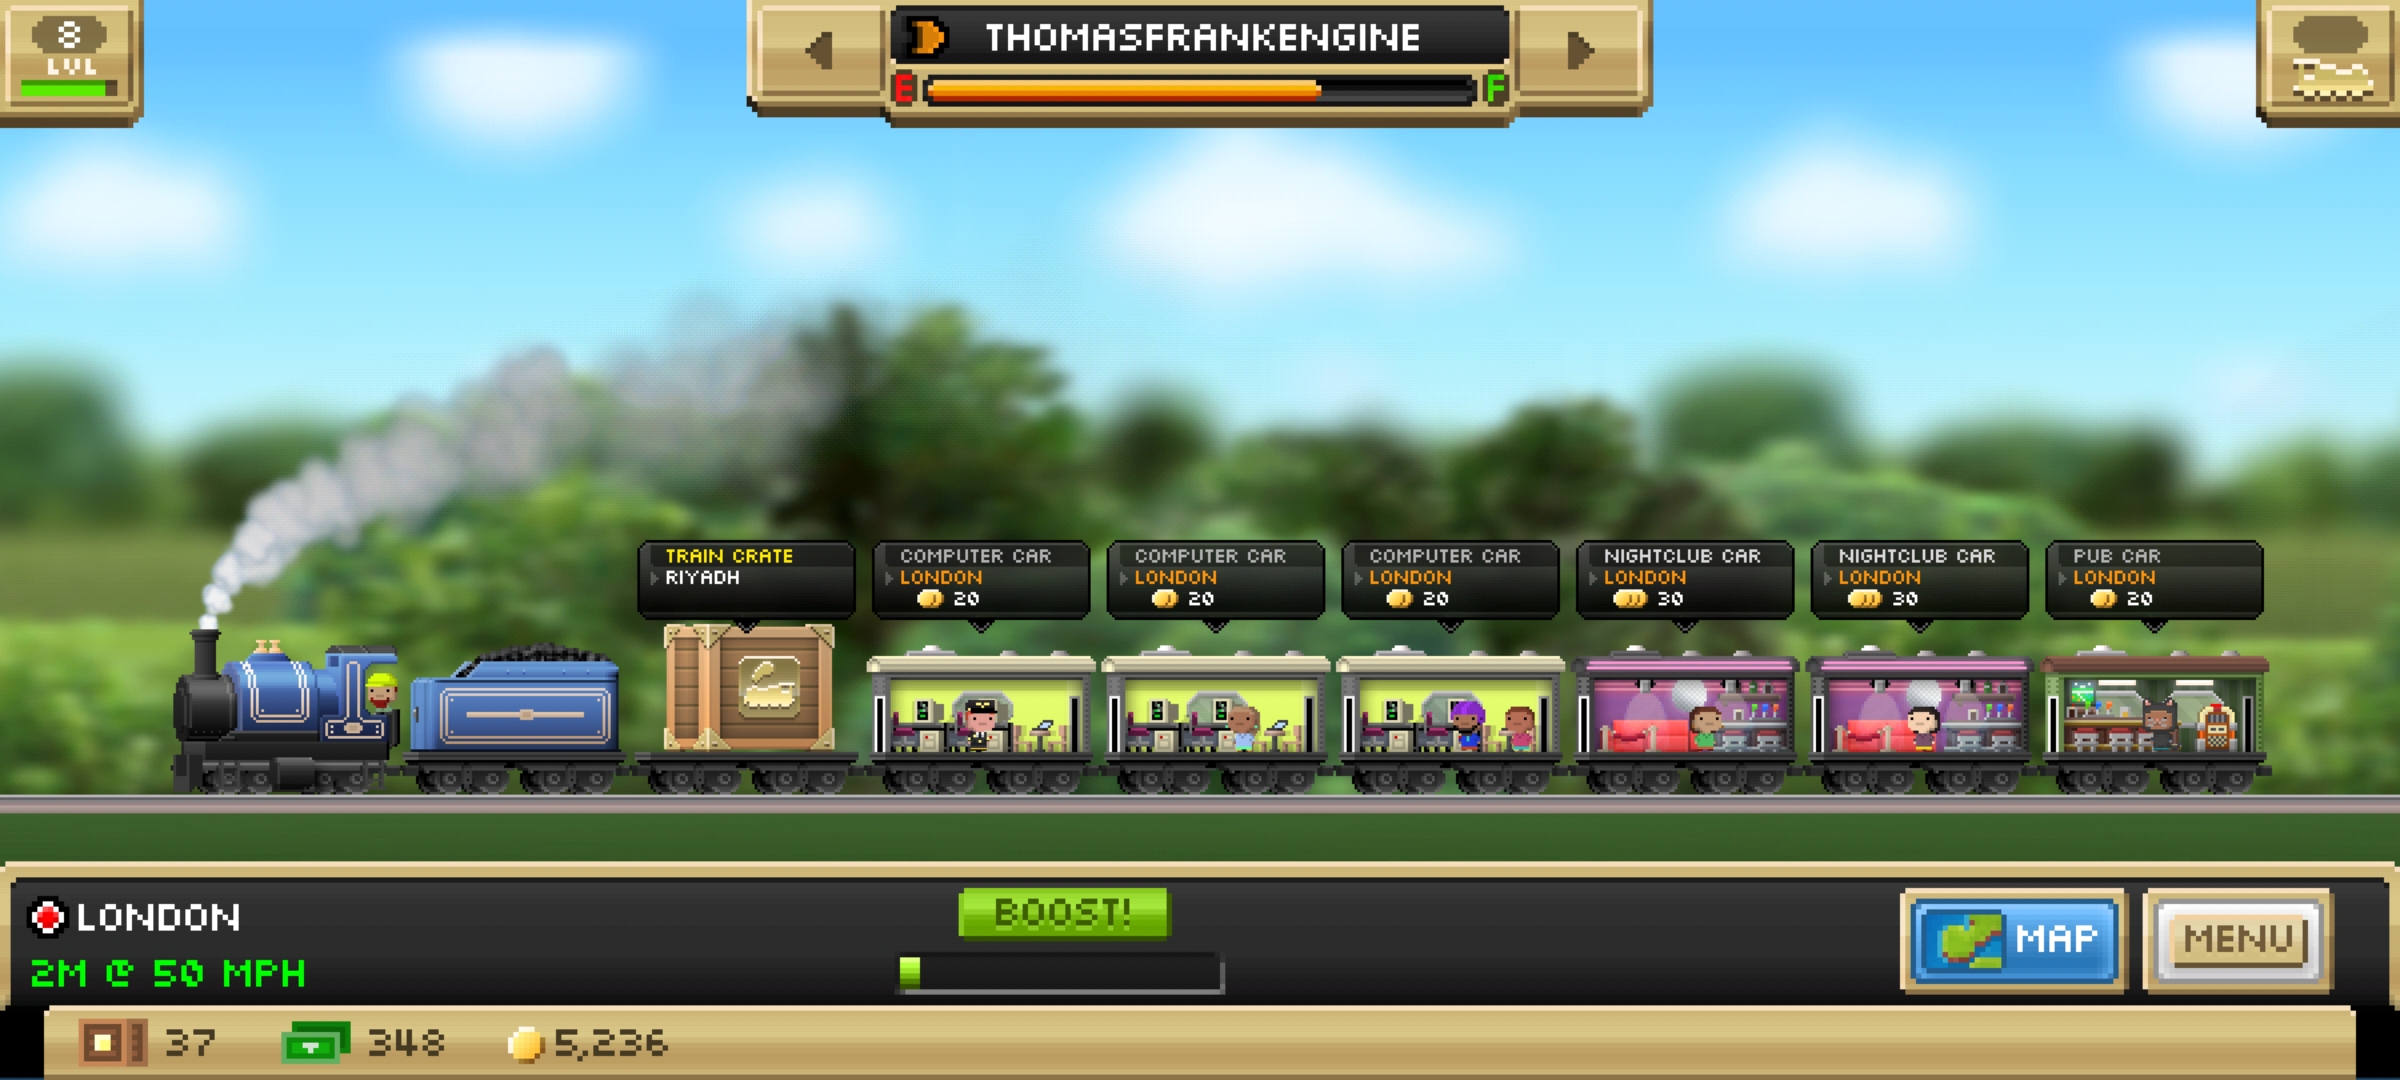 8
LVL
THOMASFRANKENGINE
E F
TRAIN CRATE
RIYADH
COMPUTER CAR
LONDON
20
COMPUTER CAR
LONDON
20
COMPUTER CAR
LONDON
20
NIGHTCLUB CAR
LONDON
30
NIGHTCLUB CAR
LONDON
30
PUB CAR
LONDON
20
LONDON
2M @ 50 MPH
BOOST!
MAP
MENU
37 348 5,236